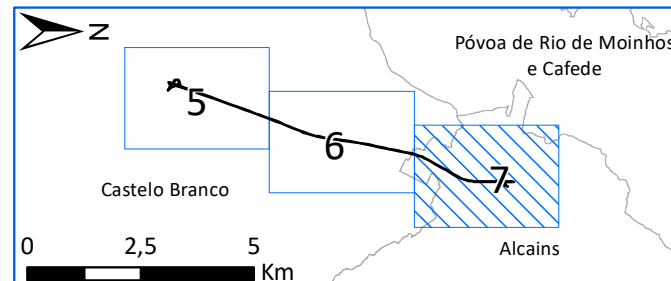 N
Póvoa de Rio de Moinhos
e Cafede
5
6
7
Castelo Branco
Alcains
0 2,5 5
Km